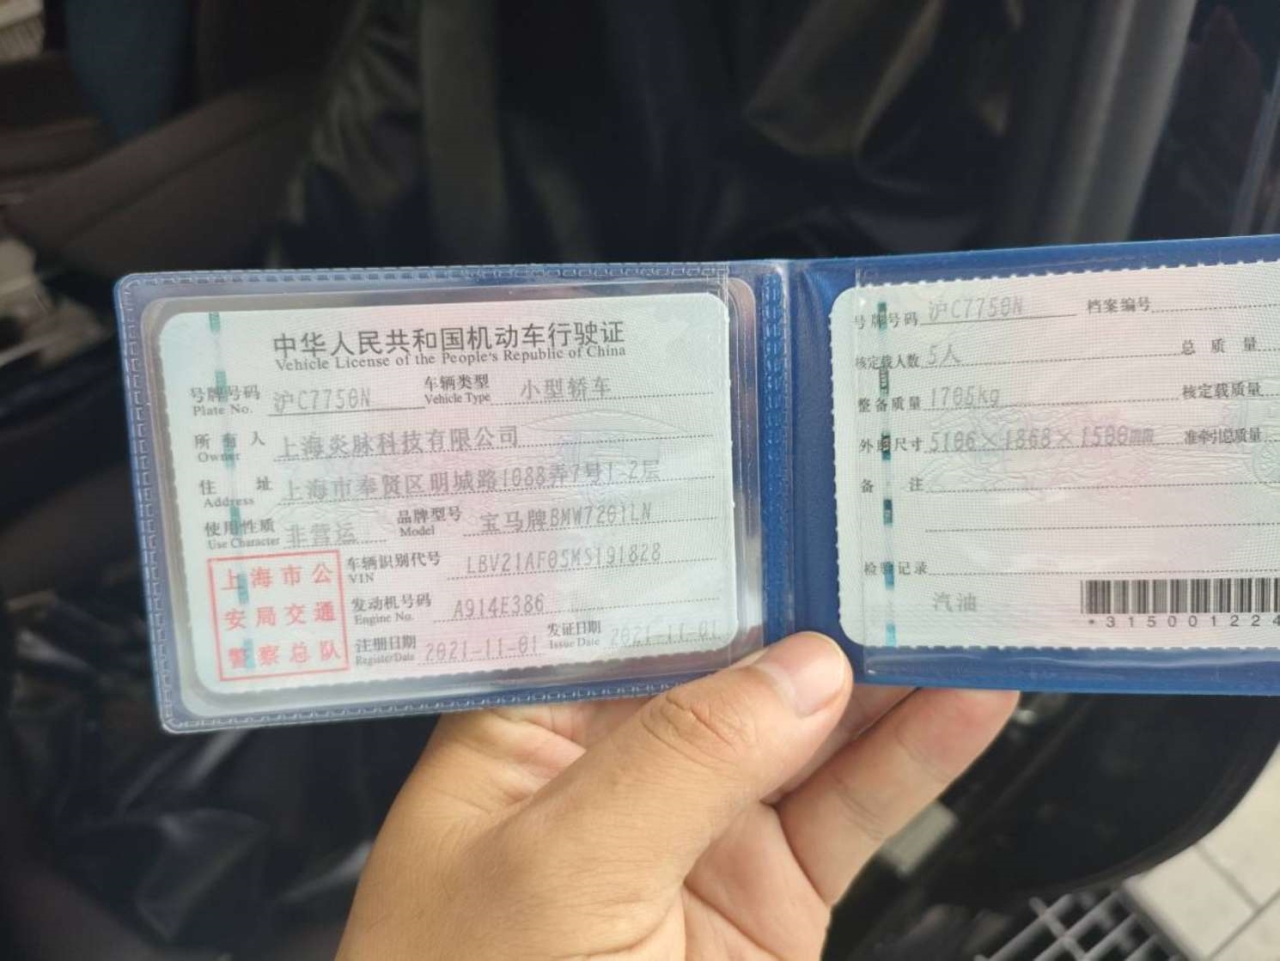 中华人民共和国机动车行驶证
Vehicle License of the People's Republic of China
号牌号码 沪C7750N 车辆类型 小型轿车
Plate No. Vehicle Type
所有人 上海炎脉科技有限公司
Owner
住址 上海市奉贤区明城路1088弄7号1-2层
Address
使用性质 非营运 品牌型号 宝马牌BMW7201LN
Use Character Model
车辆识别代号 LBV21AF05MS191828
VIN
发动机号码 A914E386
Engine No.
注册日期 2021-11-01 发证日期 2021-11-01
Register Date Issue Date
上海市公
安局交通
警察总队
号牌号码 沪C7750N 档案编号
核定载人数 5人 总质量
整备质量 1705kg 核定载质量
外廓尺寸 5106×1868×1500mm 准牵引总质量
备注
检验记录
汽油
*315001224